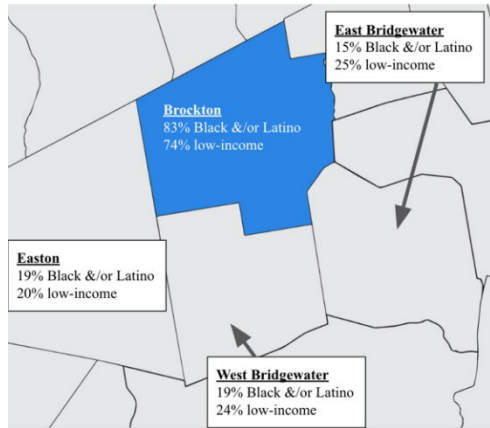 East Bridgewater
15% Black &/or Latino
25% low-income
Brockton
83% Black &/or Latino
74% low-income
Easton
19% Black &/or Latino
20% low-income
West Bridgewater
19% Black &/or Latino
24% low-income